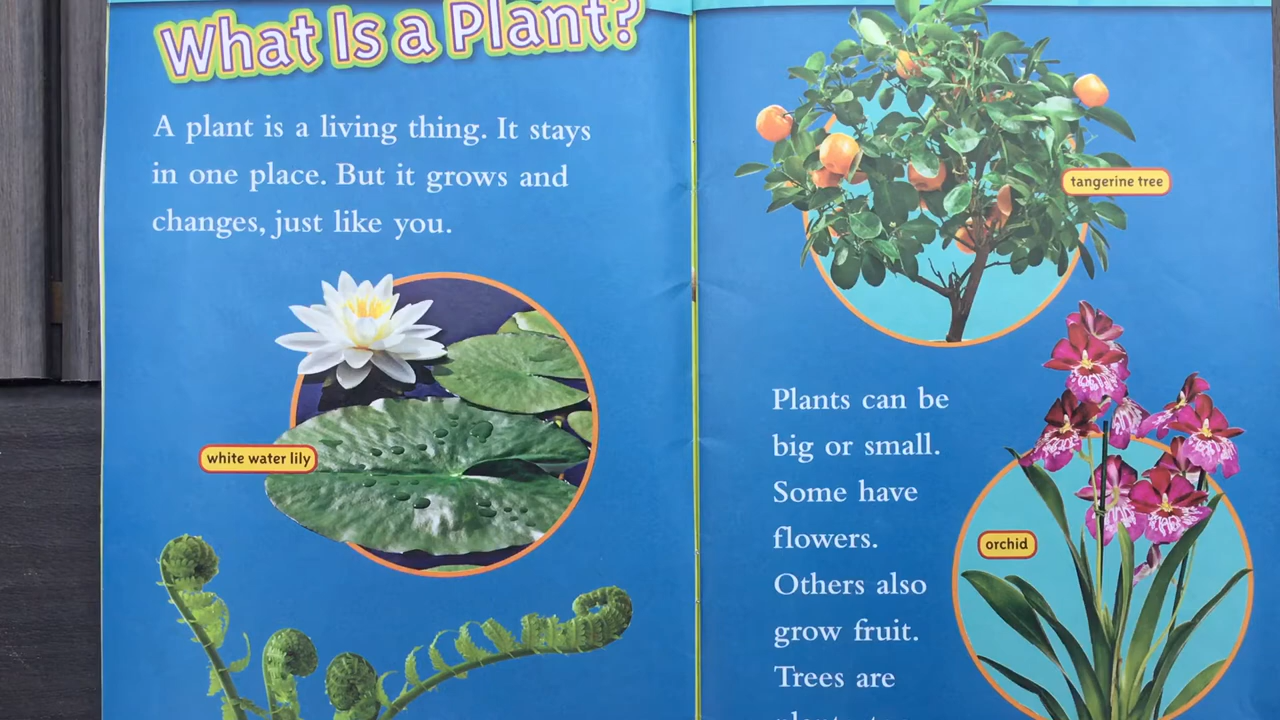 What Is a Plant?
A plant is a living thing. It stays
in one place. But it grows and
changes, just like you.
white water lily
tangerine tree
Plants can be
big or small.
Some have
flowers.
Others also
grow fruit.
Trees are
orchid